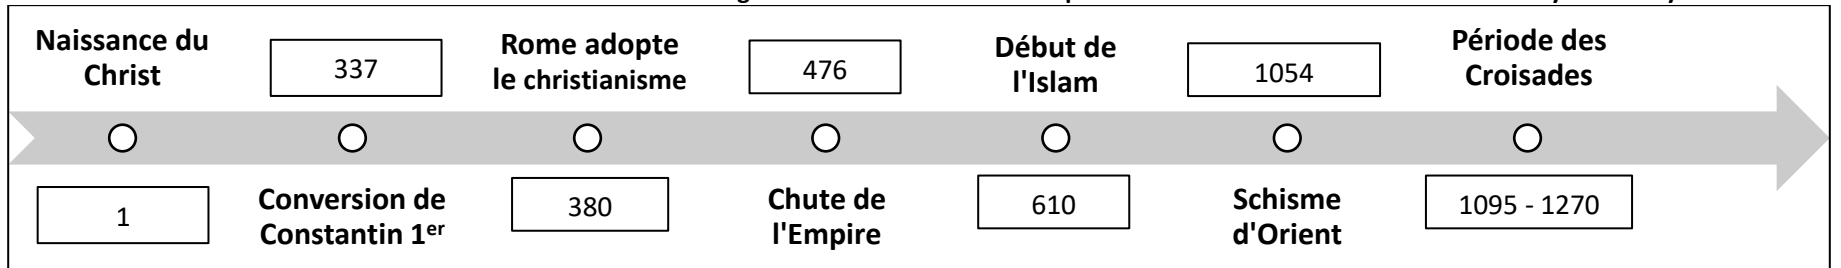 Naissance du
Christ
1
337
Conversion de
Constantin 1er
Rome adopte
le christianisme
380
476
Chute de
l'Empire
Début de
l'Islam
610
1054
Schisme
d'Orient
Période des
Croisades
1095 - 1270